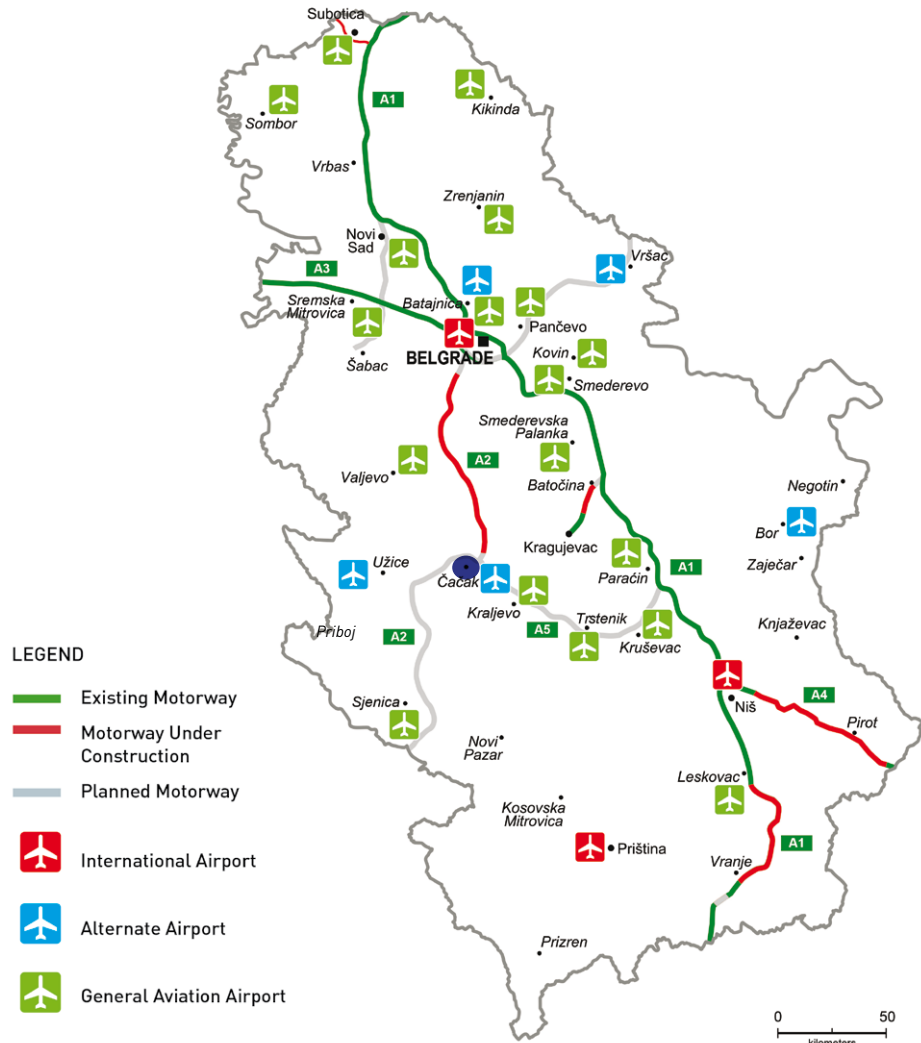 Subotica
A1
Kikinda
Sombor
Vrbas
Zrenjanin
Novi
Sad
Vršac
A3
Batajnica
Sremska
Mitrovica
Pančevo
BELGRADE
Kovin
Šabac
Smederevo
Smederevska
Palanka
A2
Valjevo
Batočina
Negotin
Bor
Kragujevac
Užice
Čačak
Paraćin
A1
Zaječar
Kraljevo
Trstenik
Priboj
A2
A5
Kruševac
Knjaževac
LEGEND
Existing Motorway
Motorway Under
Construction
Planned Motorway
International Airport
Alternate Airport
General Aviation Airport
Sjenica
Niš
A4
Pirot
Novi
Pazar
Leskovac
Kosovska
Mitrovica
Priština
A1
Vranje
Prizren
0
50
kilometers